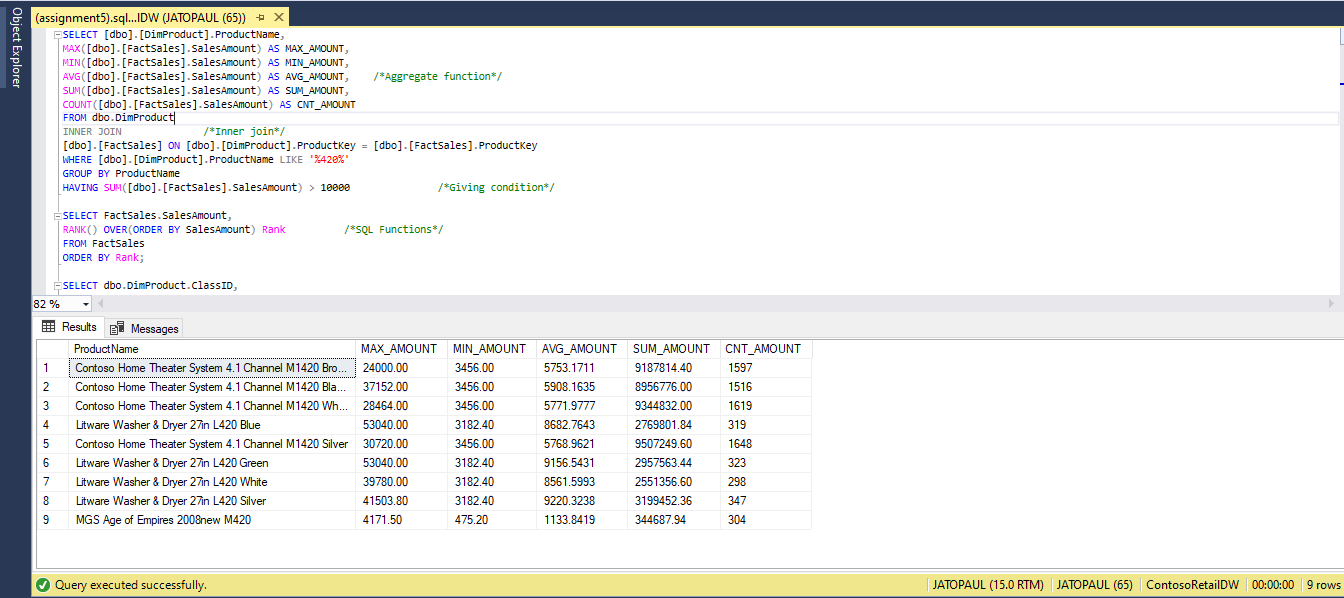 Object Explorer
(assignment5).sql...IDW (JATOPAUL (65))
SELECT [dbo].[DimProduct].ProductName,
MAX([dbo].[FactSales].SalesAmount) AS MAX_AMOUNT,
MIN([dbo].[FactSales].SalesAmount) AS MIN_AMOUNT,
AVG([dbo].[FactSales].SalesAmount) AS AVG_AMOUNT, /*Aggregate function*/
SUM([dbo].[FactSales].SalesAmount) AS SUM_AMOUNT,
COUNT([dbo].[FactSales].SalesAmount) AS CNT_AMOUNT
FROM dbo.DimProduct
INNER JOIN /*Inner join*/
[dbo].[FactSales] ON [dbo].[DimProduct].ProductKey = [dbo].[FactSales].ProductKey
WHERE [dbo].[DimProduct].ProductName LIKE '%420%'
GROUP BY ProductName
HAVING SUM([dbo].[FactSales].SalesAmount) > 10000 /*Giving condition*/
SELECT FactSales.SalesAmount,
RANK() OVER(ORDER BY SalesAmount) Rank /*SQL Functions*/
FROM FactSales
ORDER BY Rank;
SELECT dbo.DimProduct.ClassID,
82 %
Results Messages
ProductName MAX_AMOUNT MIN_AMOUNT AVG_AMOUNT SUM_AMOUNT CNT_AMOUNT
1 Contoso Home Theater System 4.1 Channel M1420 Bro... 24000.00 3456.00 5753.1711 9187814.40 1597
2 Contoso Home Theater System 4.1 Channel M1420 Bla... 37152.00 3456.00 5908.1635 8956776.00 1516
3 Contoso Home Theater System 4.1 Channel M1420 Wh... 28464.00 3456.00 5771.9777 9344832.00 1619
4 Litware Washer & Dryer 27in L420 Blue 53040.00 3182.40 8682.7643 2769801.84 319
5 Contoso Home Theater System 4.1 Channel M1420 Silver 30720.00 3456.00 5768.9621 9507249.60 1648
6 Litware Washer & Dryer 27in L420 Green 53040.00 3182.40 9156.5431 2957563.44 323
7 Litware Washer & Dryer 27in L420 White 39780.00 3182.40 8561.5993 2551356.60 298
8 Litware Washer & Dryer 27in L420 Silver 41503.80 3182.40 9220.3238 3199452.36 347
9 MGS Age of Empires 2008new M420 4171.50 475.20 1133.8419 344687.94 304
Query executed successfully. JATOPAUL (15.0 RTM) JATOPAUL (65) ContosoRetailDW 00:00:00 9 rows